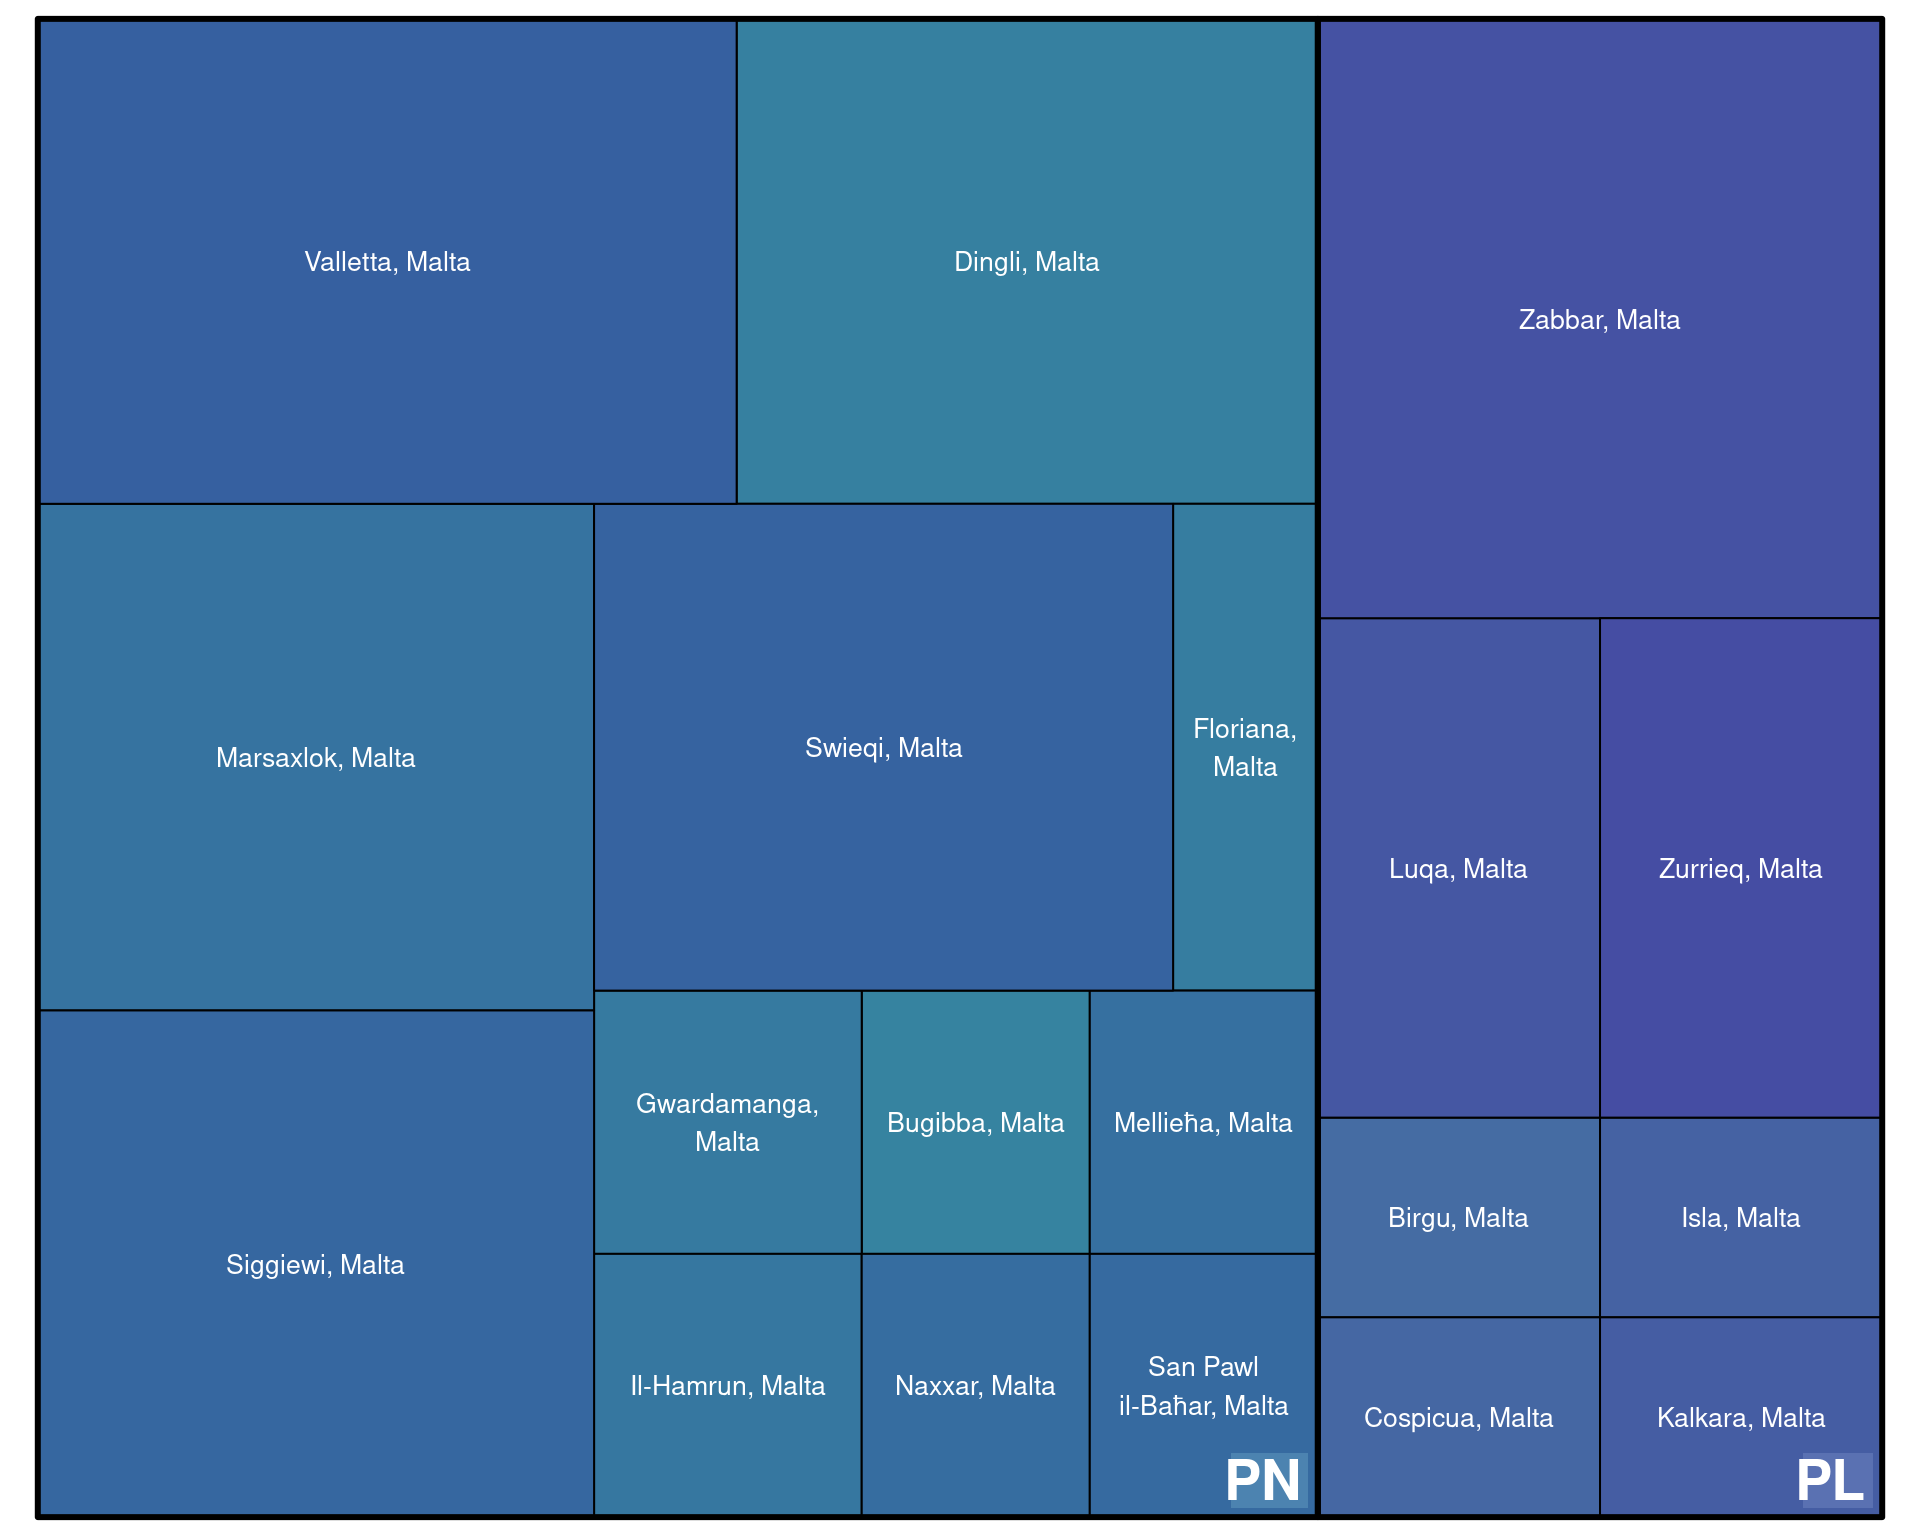 Valletta, Malta
Dingli, Malta
Zabbar, Malta
Marsaxlok, Malta
Swieqi, Malta
Floriana,
Malta
Luqa, Malta
Zurrieq, Malta
Siggiewi, Malta
Gwardamanga,
Malta
Bugibba, Malta
Mellieħa, Malta
Birgu, Malta
Isla, Malta
Il-Hamrun, Malta
Naxxar, Malta
San Pawl
il-Baħar, Malta
Cospicua, Malta
Kalkara, Malta
PN
PL